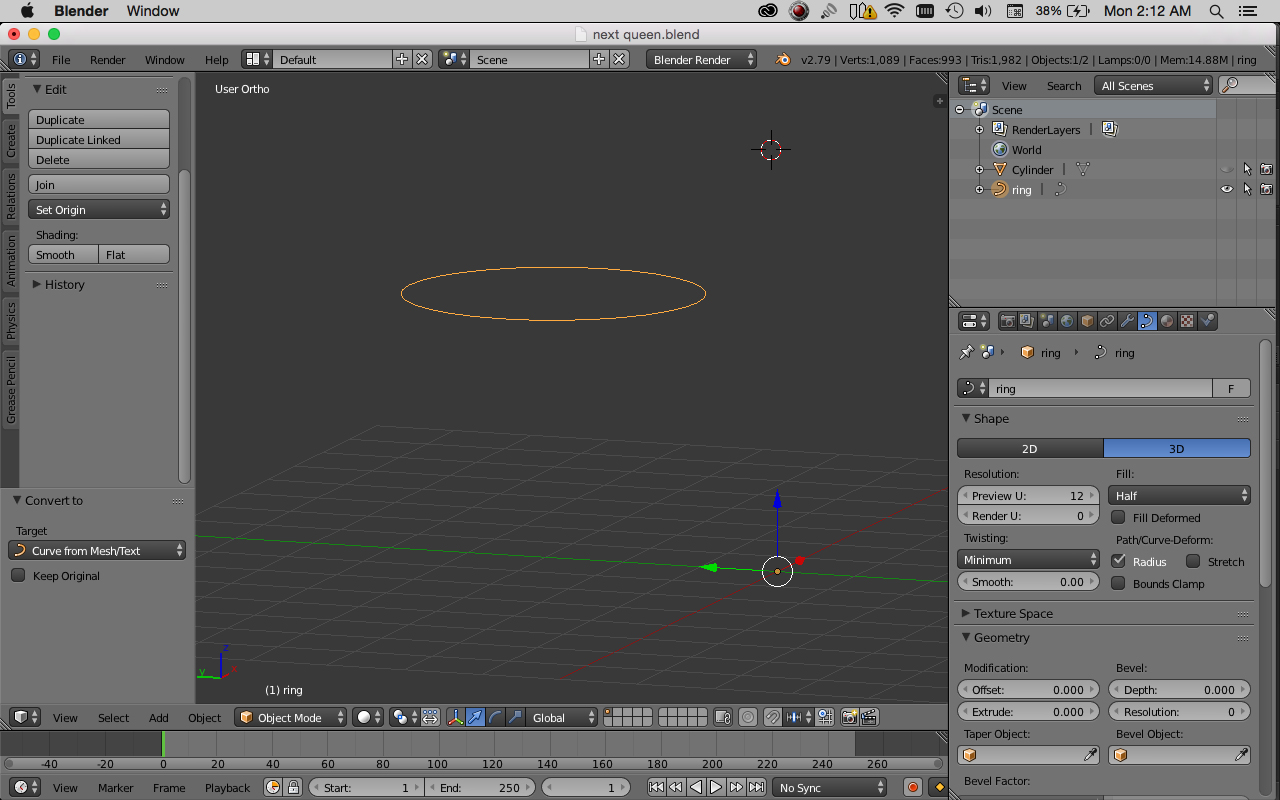 Blender Window 38% Mon 2:12 AM
next queen.blend
File Render Window Help Default Scene Blender Render v2.79 | Verts:1,089 | Faces:993 | Tris:1,982 | Objects:1/2 | Lamps:0/0 | Mem:14.88M | ring
Tools
Create
Relations
Animation
Physics
Grease Pencil
Edit
Duplicate
Duplicate Linked
Delete
Join
Set Origin
Shading:
Smooth Flat
History
Convert to
Target
Curve from Mesh/Text
Keep Original
User Ortho
z
y x
(1) ring
View Select Add Object Object Mode Global
-40 -20 0 20 40 60 80 100 120 140 160 180 200 220 240 260
View Marker Frame Playback Start: 1 End: 250 1 No Sync
View Search All Scenes
Scene
RenderLayers |
World
Cylinder |
ring |
ring ring
ring F
Shape
2D 3D
Resolution: Fill:
Preview U: 12 Half
Render U: 0 Fill Deformed
Twisting: Path/Curve-Deform:
Minimum Radius Stretch
Smooth: 0.00 Bounds Clamp
Texture Space
Geometry
Modification: Bevel:
Offset: 0.000 Depth: 0.000
Extrude: 0.000 Resolution: 0
Taper Object: Bevel Object:
Bevel Factor: